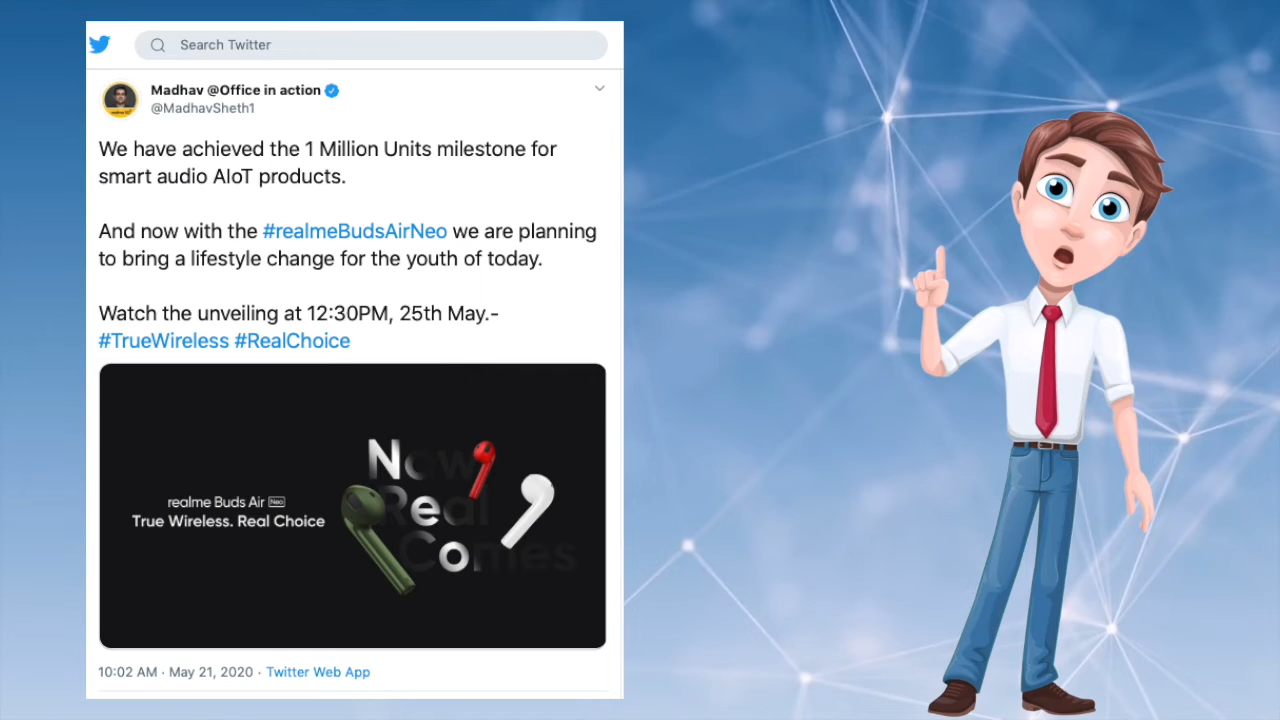 Search Twitter
Madhav @Office in action
@MadhavSheth1
We have achieved the 1 Million Units milestone for
smart audio AIoT products.
And now with the #realmeBudsAirNeo we are planning
to bring a lifestyle change for the youth of today.
Watch the unveiling at 12:30PM, 25th May.-
#TrueWireless #RealChoice
Now
Real
Comes
realme Buds Air Neo
True Wireless. Real Choice
10:02 AM · May 21, 2020 · Twitter Web App